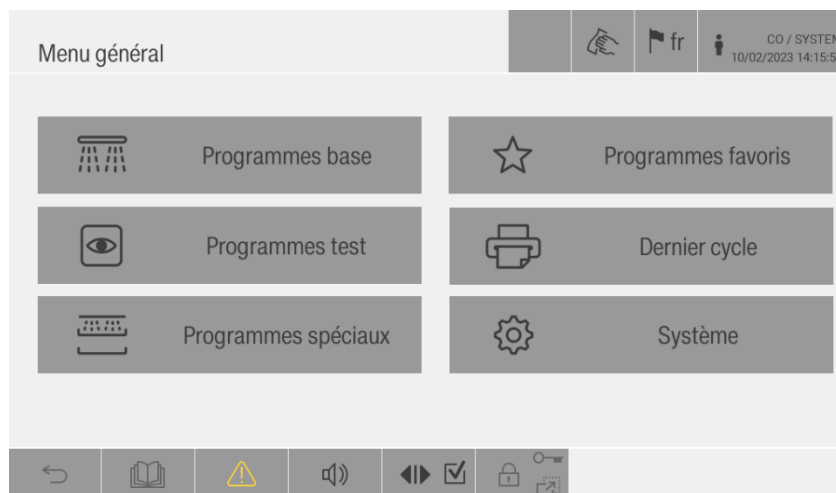 Menu général
fr
CO / SYSTEM
10/02/2023 14:15:5
Programmes base
Programmes favoris
Programmes test
Dernier cycle
Programmes spéciaux
Système